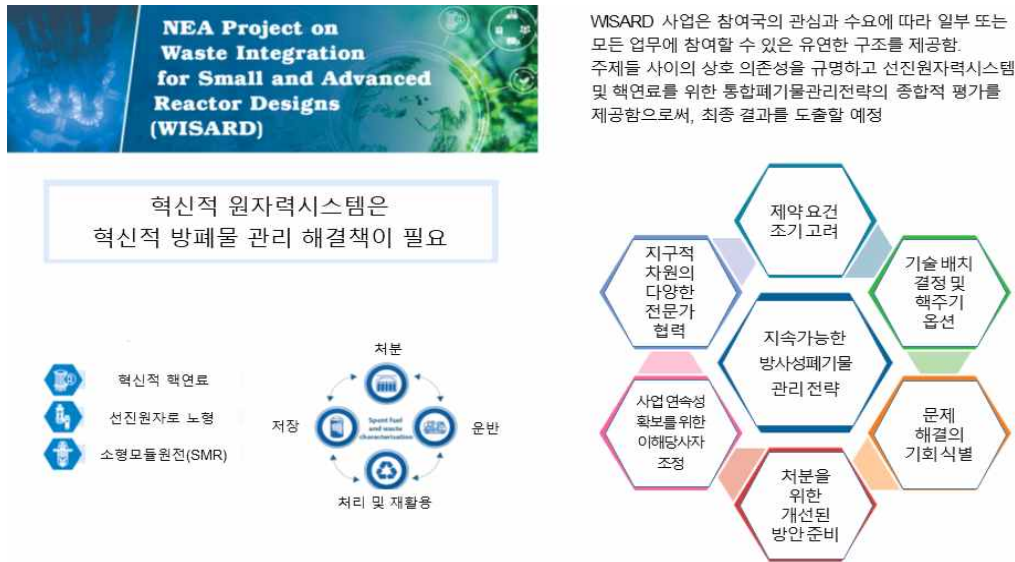 NEA Project on
Waste Integration
for Small and Advanced
Reactor Designs
(WISARD)
혁신적 원자력시스템은
혁신적 방폐물 관리 해결책이 필요
혁신적 핵연료
선진원자로 노형
소형모듈원전(SMR)
처분
저장
Spent fuel
and waste
characterisation
운반
처리 및 재활용
WISARD 사업은 참여국의 관심과 수요에 따라 일부 또는
모든 업무에 참여할 수 있은 유연한 구조를 제공함.
주제들 사이의 상호 의존성을 규명하고 선진원자력시스템
및 핵연료를 위한 통합폐기물관리전략의 종합적 평가를
제공함으로써, 최종 결과를 도출할 예정
제약 요건
조기 고려
지구적
차원의
다양한
전문가
협력
기술 배치
결정 및
핵주기
옵션
지속가능한
방사성폐기물
관리 전략
사업 연속성
확보를 위한
이해당사자
조정
문제
해결의
기회 식별
처분을
위한
개선된
방안 준비